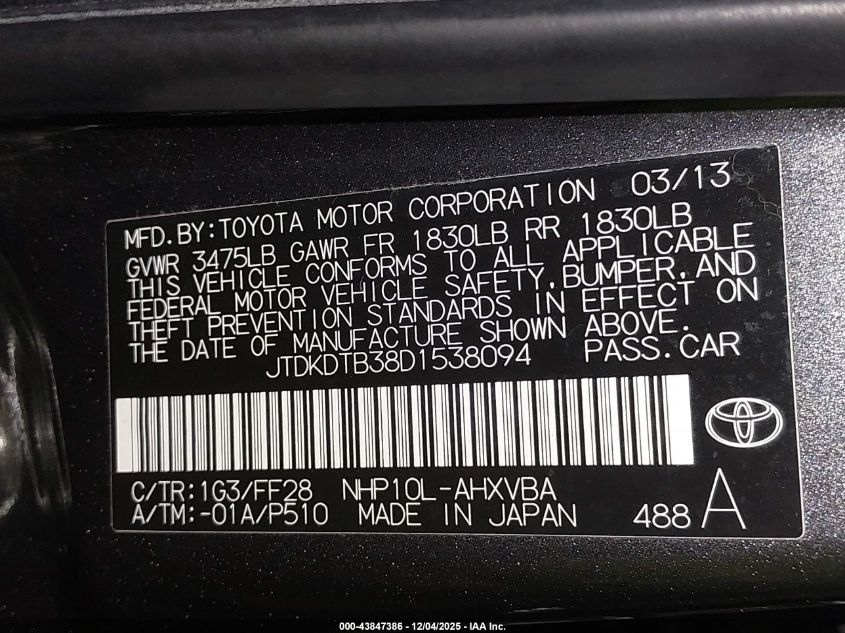 MFD.BY:TOYOTA MOTOR CORPORATION 03/13
GVWR 3475LB GAWR FR 1830LB RR 1830LB
THIS VEHICLE CONFORMS TO ALL APPLICABLE
FEDERAL MOTOR VEHICLE SAFETY,BUMPER,AND
THEFT PREVENTION STANDARDS IN EFFECT ON
THE DATE OF MANUFACTURE SHOWN ABOVE.
JTDKDTB38D1538094 PASS.CAR
C/TR:1G3/FF28 NHP10L-AHXVBA
A/TM:-01A/P510 MADE IN JAPAN 488 A
000-43847386 - 12/04/2025 - IAA Inc.